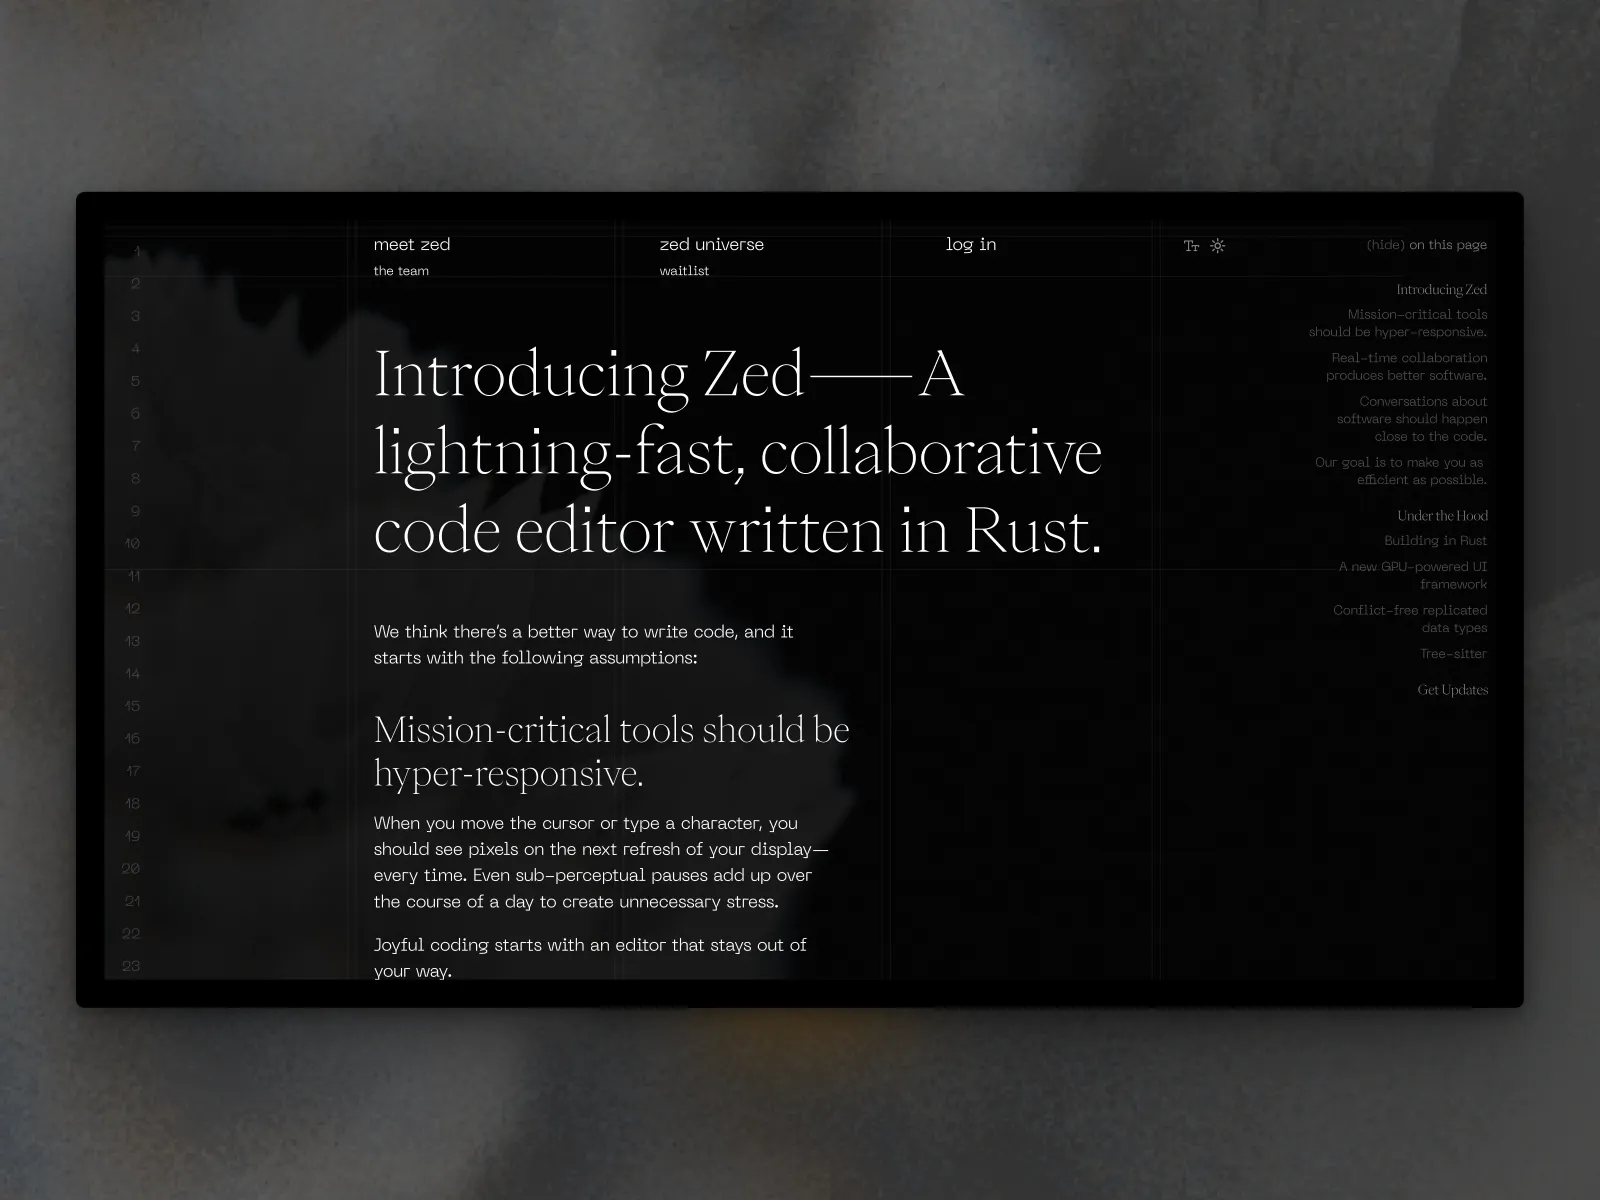 meet zed
the team
zed universe
waitlist
log in
Tт
(hide) on this page
1
2
3
4
5
6
7
8
9
10
11
12
13
14
15
16
17
18
19
20
21
22
23
Introducing Zed——A
lightning-fast, collaborative
code editor written in Rust.
We think there's a better way to write code, and it
starts with the following assumptions:
Mission-critical tools should be
hyper-responsive.
When you move the cursor or type a character, you
should see pixels on the next refresh of your display—
every time. Even sub-perceptual pauses add up over
the course of a day to create unnecessary stress.
Joyful coding starts with an editor that stays out of
your way.
Introducing Zed
Mission-critical tools
should be hyper-responsive.
Real-time collaboration
produces better software.
Conversations about
software should happen
close to the code.
Our goal is to make you as
efficient as possible.
Under the Hood
Building in Rust
A new GPU-powered UI
framework
Conflict-free replicated
data types
Tree-sitter
Get Updates